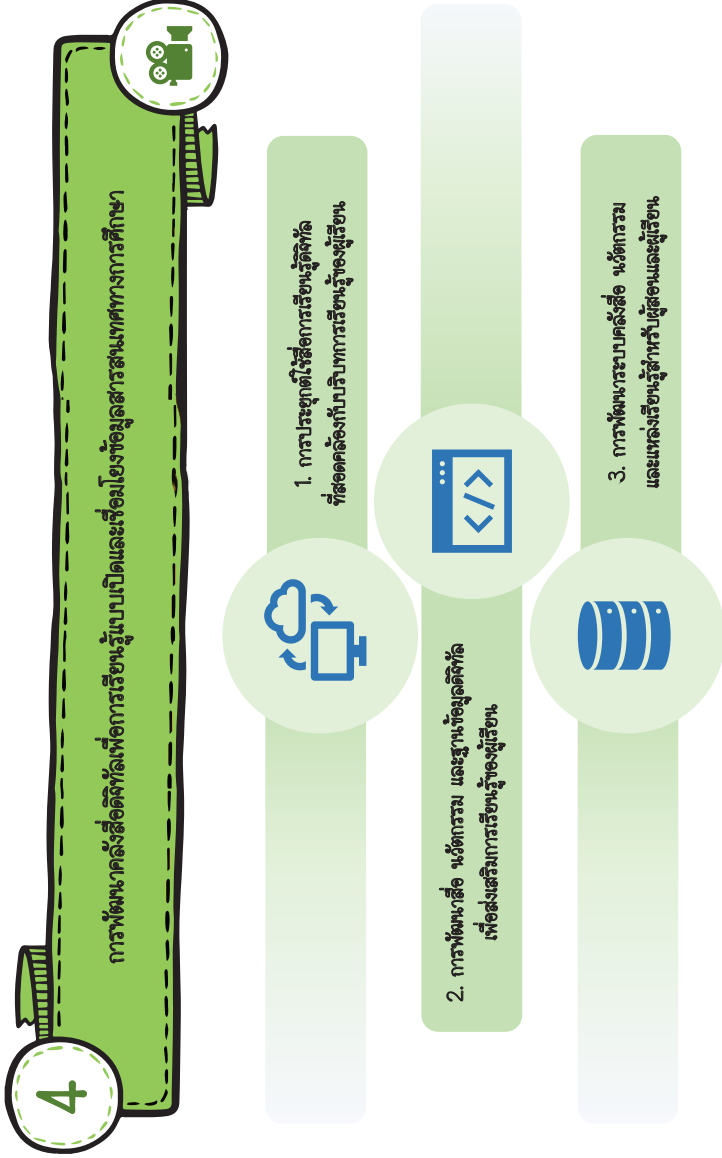 4
การพัฒนาคลังสื่อดิจิทัลเพื่อการเรียนรู้แบบเปิดและเชื่อมโยงข้อมูลสารสนเทศทางการศึกษา
1. การประยุกต์ใช้สื่อการเรียนรู้ดิจิทัล
ที่สอดคล้องกับบริบทการเรียนรู้ของผู้เรียน
2. การพัฒนาสื่อ นวัตกรรม และฐานข้อมูลดิจิทัล
เพื่อส่งเสริมการเรียนรู้ของผู้เรียน
3. การพัฒนาระบบคลังสื่อ นวัตกรรม
และแหล่งเรียนรู้สำหรับผู้สอนและผู้เรียน